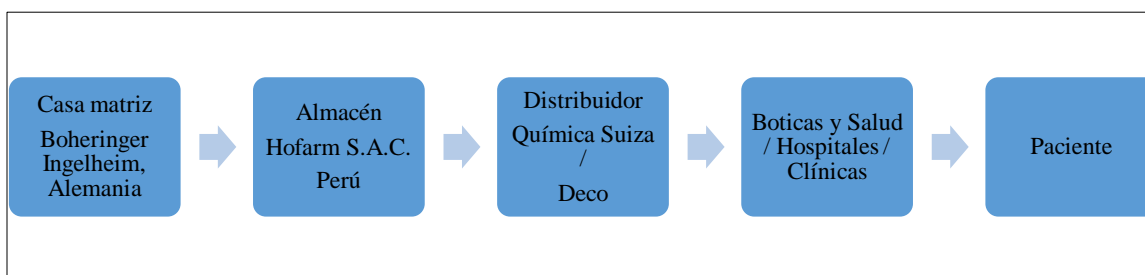 Casa matriz
Boheringer
Ingelheim,
Alemania
Almacén
Hofarm S.A.C.
Perú
Distribuidor
Química Suiza
/
Deco
Boticas y Salud
/ Hospitales /
Clínicas
Paciente